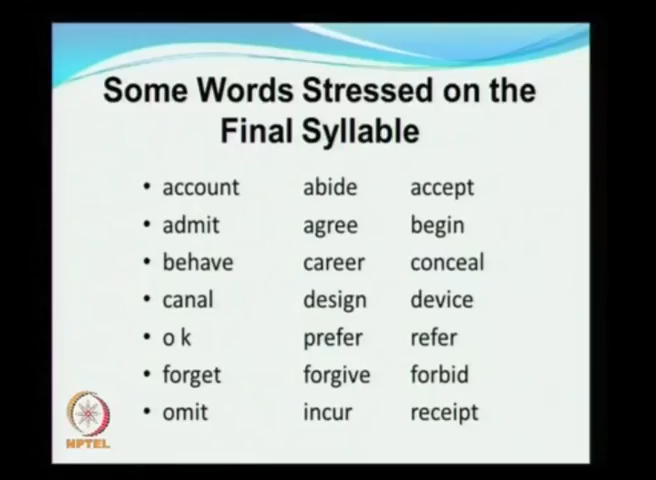 Some Words Stressed on the
Final Syllable
• account abide accept
• admit agree begin
• behave career conceal
• canal design device
• o k prefer refer
• forget forgive forbid
• omit incur receipt
NPTEL